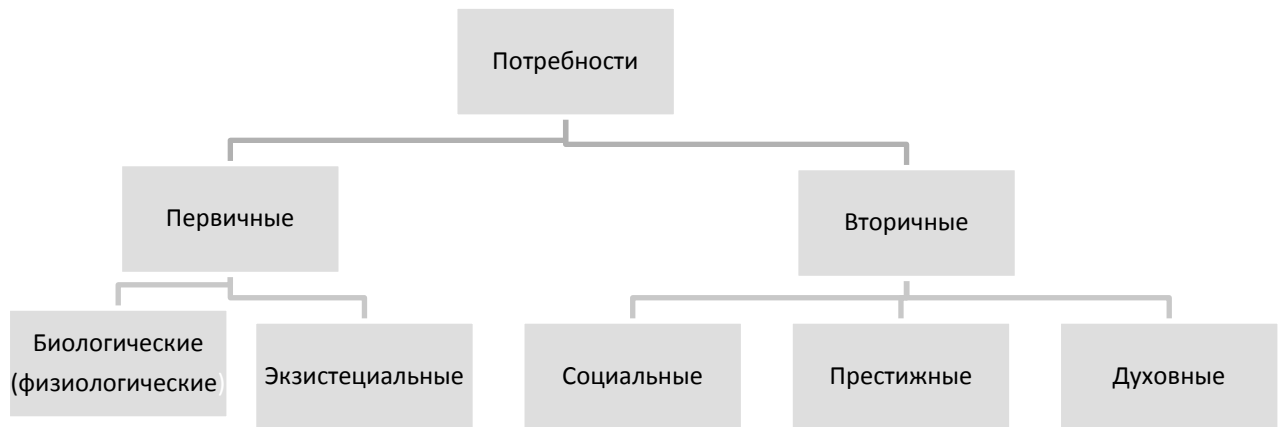 Потребности
Первичные
Вторичные
Биологические
(физиологические)
Экзистециальные
Социальные
Престижные
Духовные